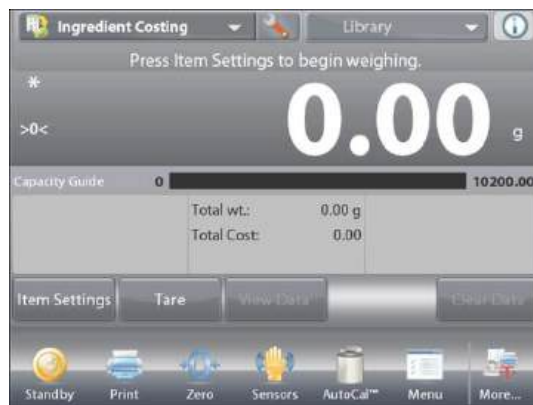 Ingredient Costing Library
Press Item Settings to begin weighing.
*
>0<
0.00 g
Capacity Guide 0 10200.00
Total wt.: 0.00 g
Total Cost: 0.00
Item Settings Tare View Data Clear Data
Standby Print Zero Sensors AutoCal™ Menu More...